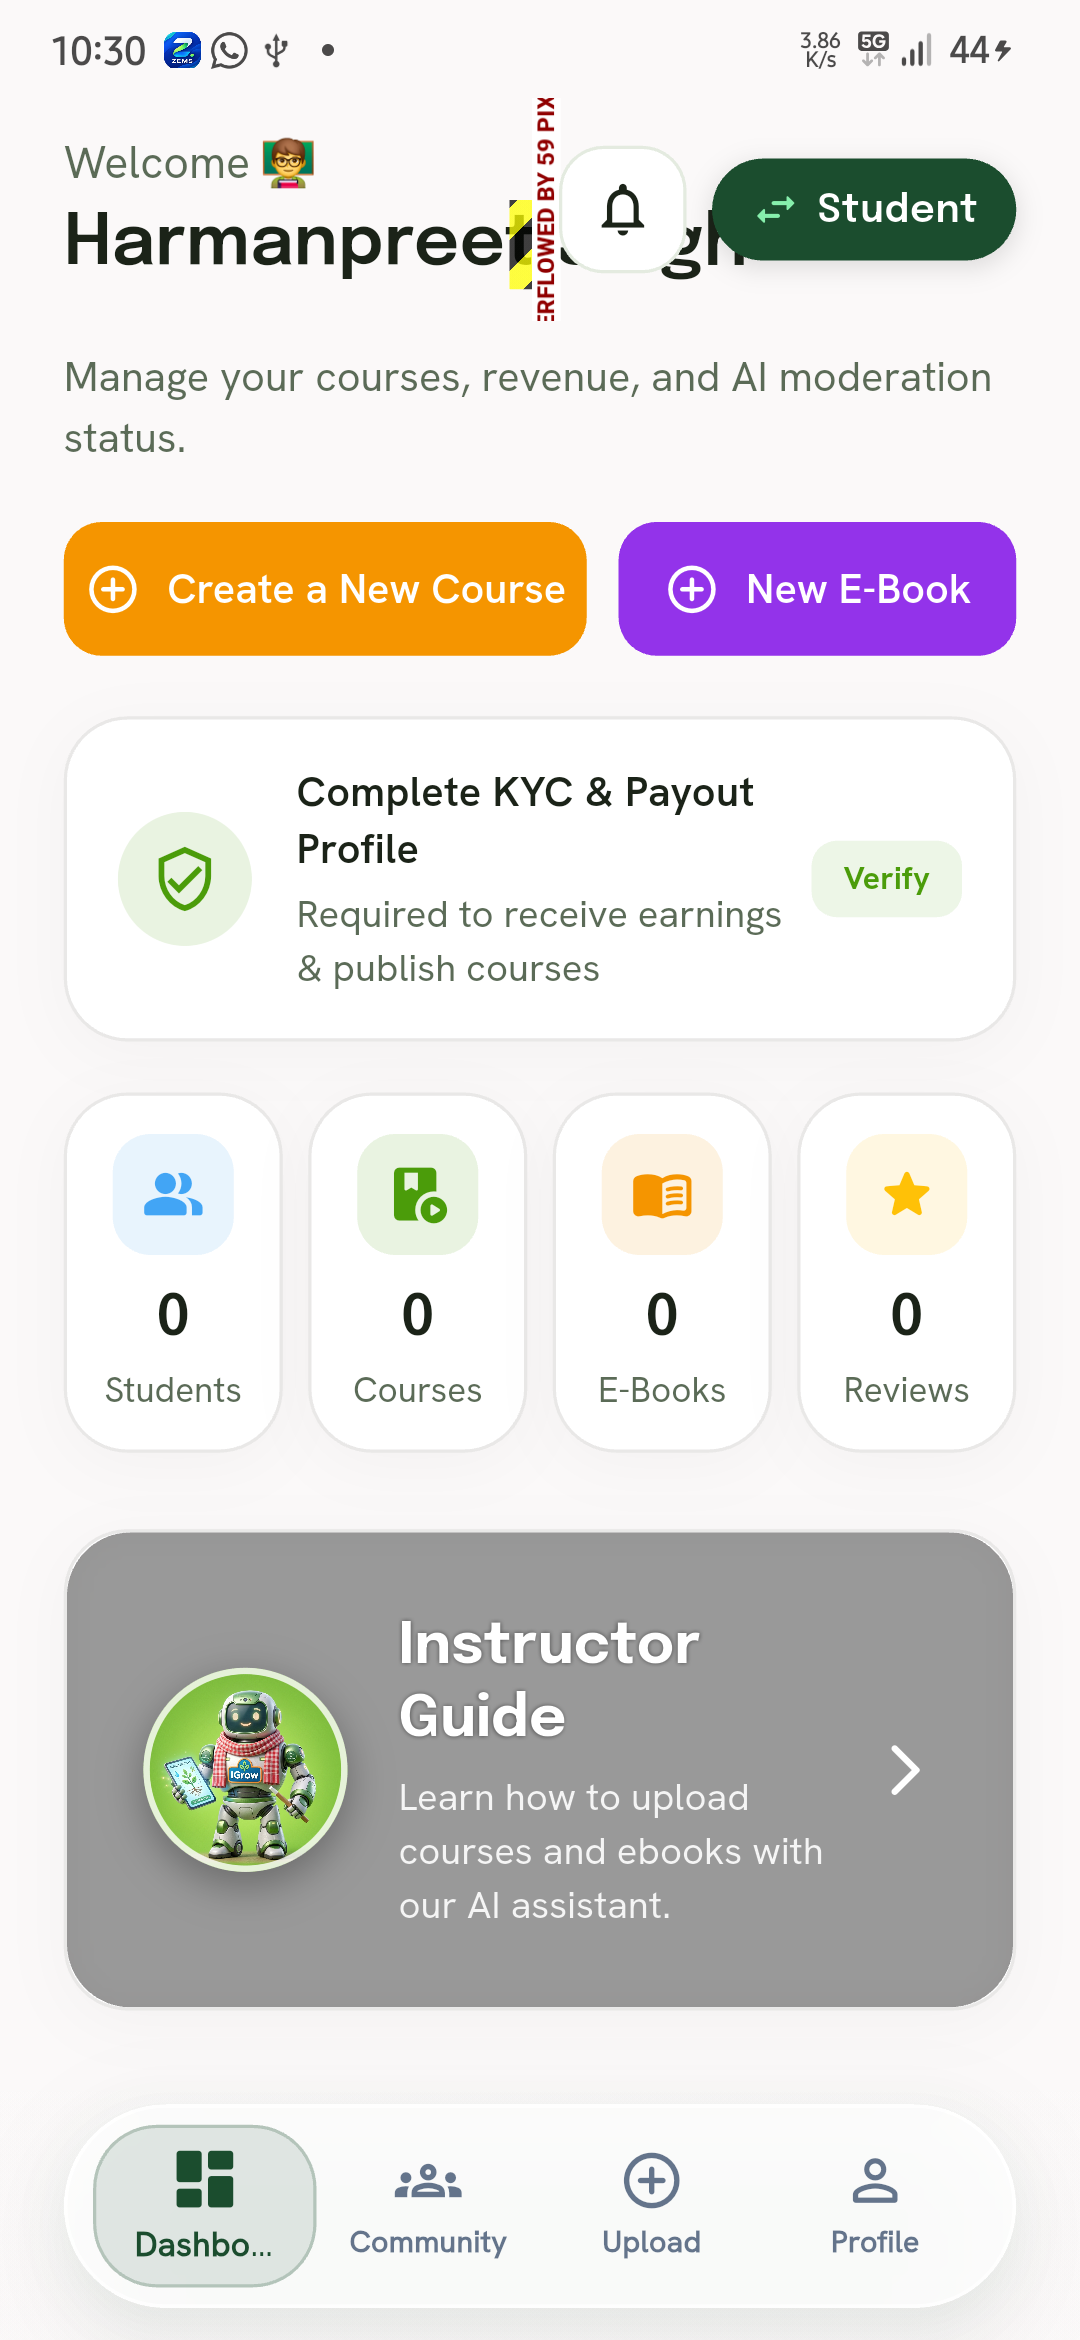 10:30
ZEMS
3.86
K/s
5G
44
Welcome
ERFLOWED BY 59 PIX
Student
Harmanpreet
Manage your courses, revenue, and AI moderation
status.
Create a New Course
New E-Book
Complete KYC & Payout
Profile
Required to receive earnings
& publish courses
Verify
0
0
0
0
Students
Courses
E-Books
Reviews
Instructor
Guide
Learn how to upload
courses and ebooks with
our AI assistant.
IGrow
Dashbo...
Community
Upload
Profile